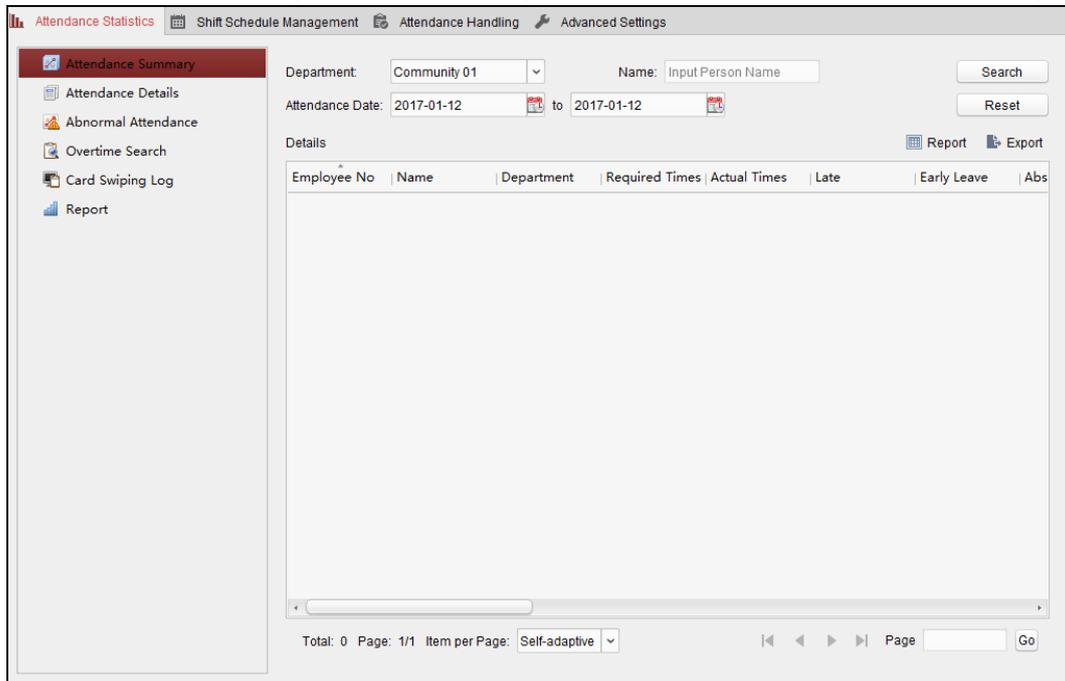 Attendance Statistics Shift Schedule Management Attendance Handling Advanced Settings
Attendance Summary
Attendance Details
Abnormal Attendance
Overtime Search
Card Swiping Log
Report
Department: Community 01 Name: Input Person Name Search
Attendance Date: 2017-01-12 to 2017-01-12 Reset
Details Report Export
Employee No Name Department Required Times Actual Times Late Early Leave Abs
Total: 0 Page: 1/1 Item per Page: Self-adaptive Page Go